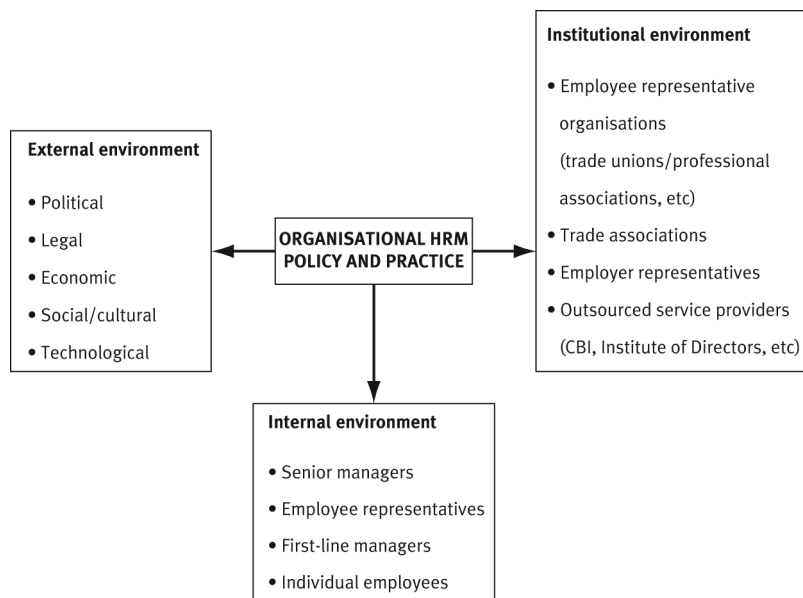 External environment
• Political
• Legal
• Economic
• Social/cultural
• Technological
ORGANISATIONAL HRM
POLICY AND PRACTICE
Institutional environment
• Employee representative
organisations
(trade unions/professional
associations, etc)
• Trade associations
• Employer representatives
• Outsourced service providers
(CBI, Institute of Directors, etc)
Internal environment
• Senior managers
• Employee representatives
• First-line managers
• Individual employees